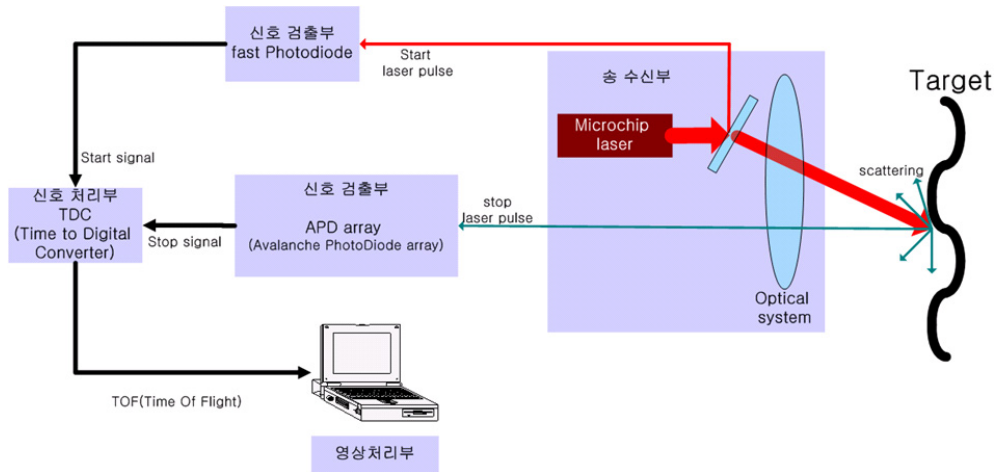 신호 검출부
fast Photodiode
Start
laser pulse
송 수신부
Target
Microchip
laser
scattering
Start signal
신호 처리부
TDC
(Time to Digital
Converter)
신호 검출부
APD array
(Avalanche PhotoDiode array)
stop
laser pulse
Stop signal
Optical
system
TOF(Time Of Flight)
영상처리부